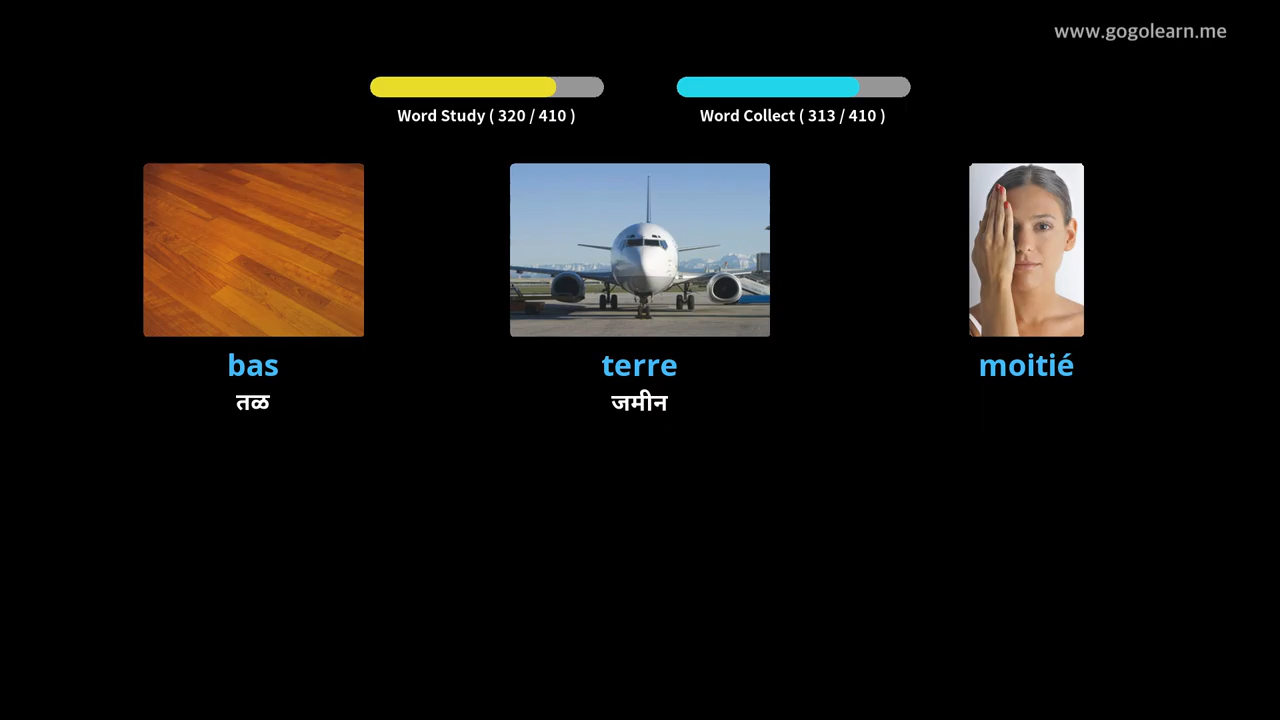 www.gogolearn.me
Word Study ( 320 / 410 )
Word Collect ( 313 / 410 )
bas
terre
moitié
तळ
जमीन